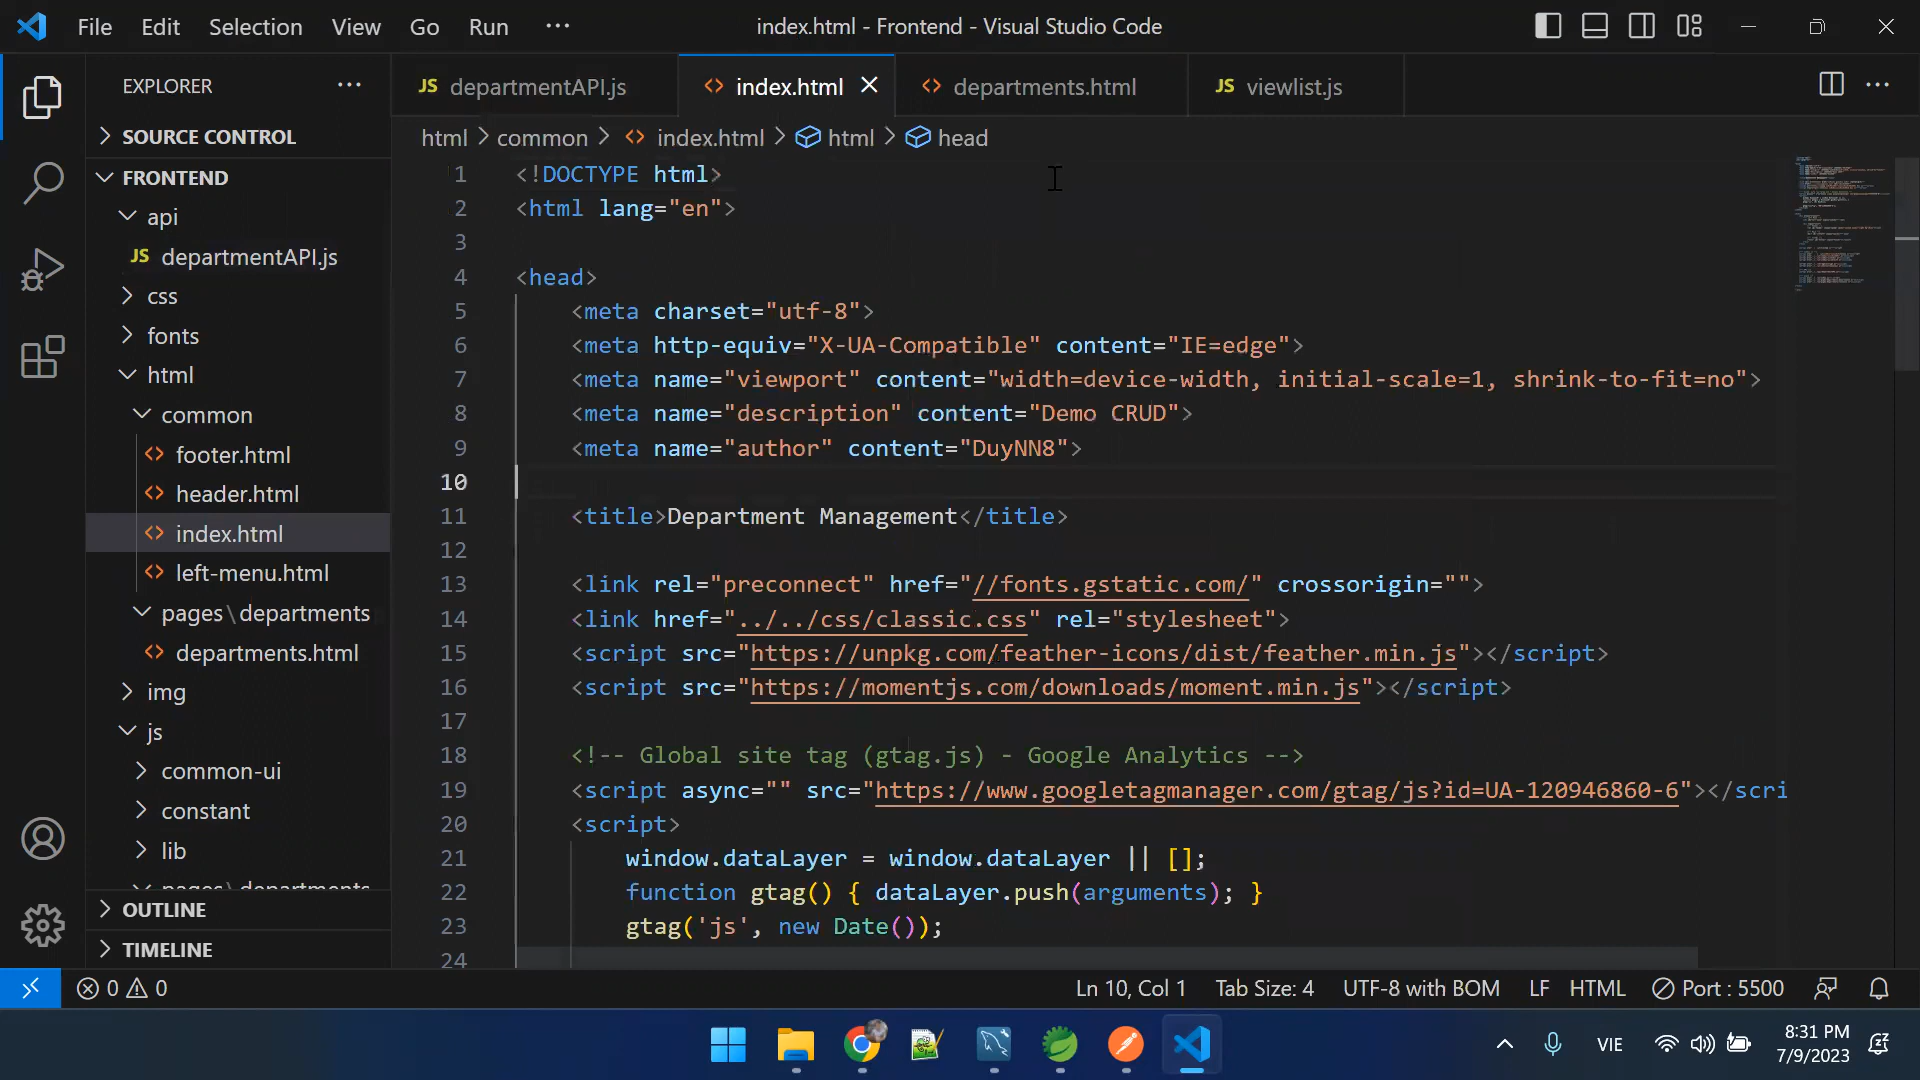 File Edit Selection View Go Run ··· index.html - Frontend - Visual Studio Code
EXPLORER ···
SOURCE CONTROL
FRONTEND
api
JS departmentAPI.js
css
fonts
html
common
footer.html
header.html
index.html
left-menu.html
pages\departments
departments.html
img
js
common-ui
constant
lib
pages\departments
OUTLINE
TIMELINE
JS departmentAPI.js index.html departments.html JS viewlist.js ···
html > common > index.html > html > head
1 <!DOCTYPE html>
2 <html lang="en">
3
4 <head>
5 <meta charset="utf-8">
6 <meta http-equiv="X-UA-Compatible" content="IE=edge">
7 <meta name="viewport" content="width=device-width, initial-scale=1, shrink-to-fit=no">
8 <meta name="description" content="Demo CRUD">
9 <meta name="author" content="DuyNN8">
10
11 <title>Department Management</title>
12
13 <link rel="preconnect" href="//fonts.gstatic.com/" crossorigin="">
14 <link href="../../css/classic.css" rel="stylesheet">
15 <script src="https://unpkg.com/feather-icons/dist/feather.min.js"></script>
16 <script src="https://momentjs.com/downloads/moment.min.js"></script>
17
18 <!-- Global site tag (gtag.js) - Google Analytics -->
19 <script async="" src="https://www.googletagmanager.com/gtag/js?id=UA-120946860-6"></scri
20 <script>
21 window.dataLayer = window.dataLayer || [];
22 function gtag() { dataLayer.push(arguments); }
23 gtag('js', new Date());
24
0 0 Ln 10, Col 1 Tab Size: 4 UTF-8 with BOM LF HTML Port : 5500
VIE 8:31 PM
7/9/2023